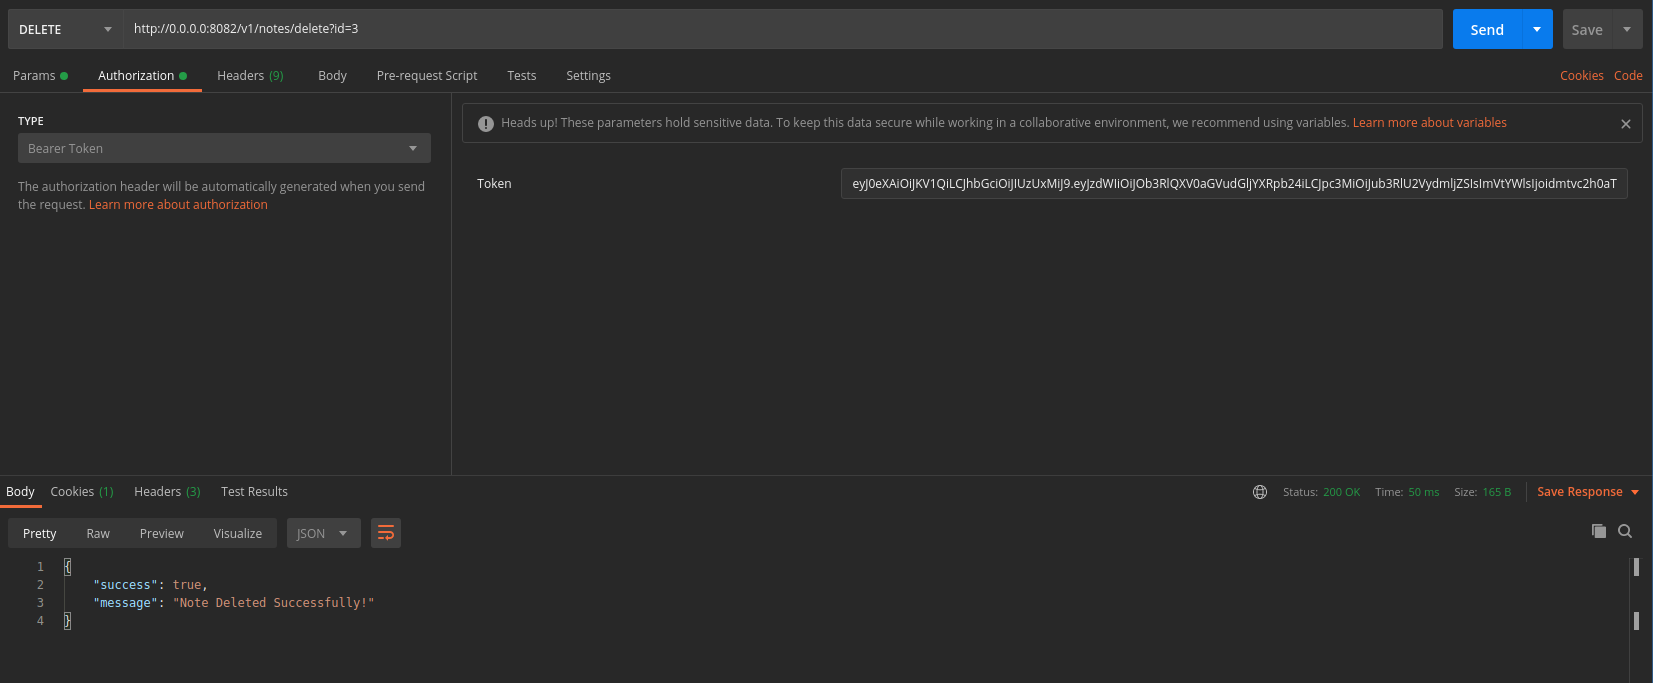 DELETE http://0.0.0.0:8082/v1/notes/delete?id=3 Send Save
Params Authorization Headers (9) Body Pre-request Script Tests Settings Cookies Code
TYPE
Bearer Token
The authorization header will be automatically generated when you send
the request. Learn more about authorization
Heads up! These parameters hold sensitive data. To keep this data secure while working in a collaborative environment, we recommend using variables. Learn more about variables
Token eyJ0eXAiOiJKV1QiLCJhbGciOiJIUzUxMiJ9.eyJzdWIiOiJOb3RlQXV0aGVudGljYXRpb24iLCJpc3MiOiJub3RlU2VydmljZSIsImVtYWlsIjoidmtvc2h0aT
Body Cookies (1) Headers (3) Test Results Status: 200 OK Time: 50 ms Size: 165 B Save Response
Pretty Raw Preview Visualize JSON
1 {
2 "success": true,
3 "message": "Note Deleted Successfully!"
4 }